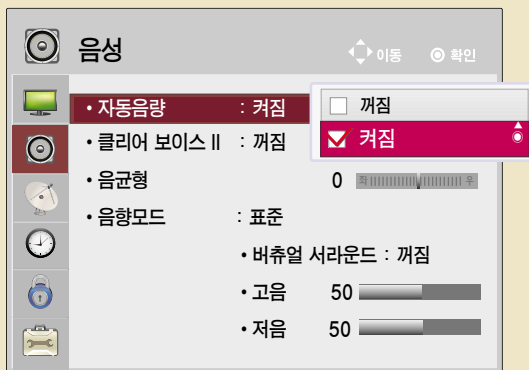 음성 이동 확인
• 자동음량 : 켜짐
꺼짐
켜짐
• 클리어 보이스 II : 꺼짐
• 음균형 0 좌 우
• 음향모드 : 표준
• 버츄얼 서라운드 : 꺼짐
• 고음 50
• 저음 50